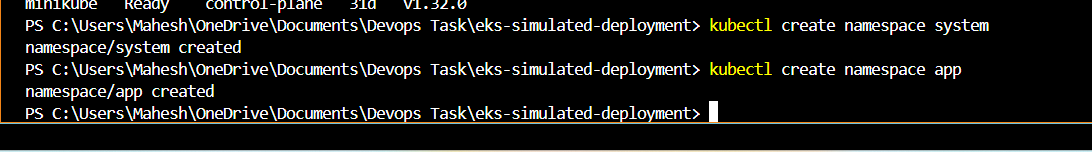 minikube   Ready    control-plane   31d   v1.32.0
PS C:\Users\Mahesh\OneDrive\Documents\Devops Task\eks-simulated-deployment> kubectl create namespace system
namespace/system created
PS C:\Users\Mahesh\OneDrive\Documents\Devops Task\eks-simulated-deployment> kubectl create namespace app
namespace/app created
PS C:\Users\Mahesh\OneDrive\Documents\Devops Task\eks-simulated-deployment>